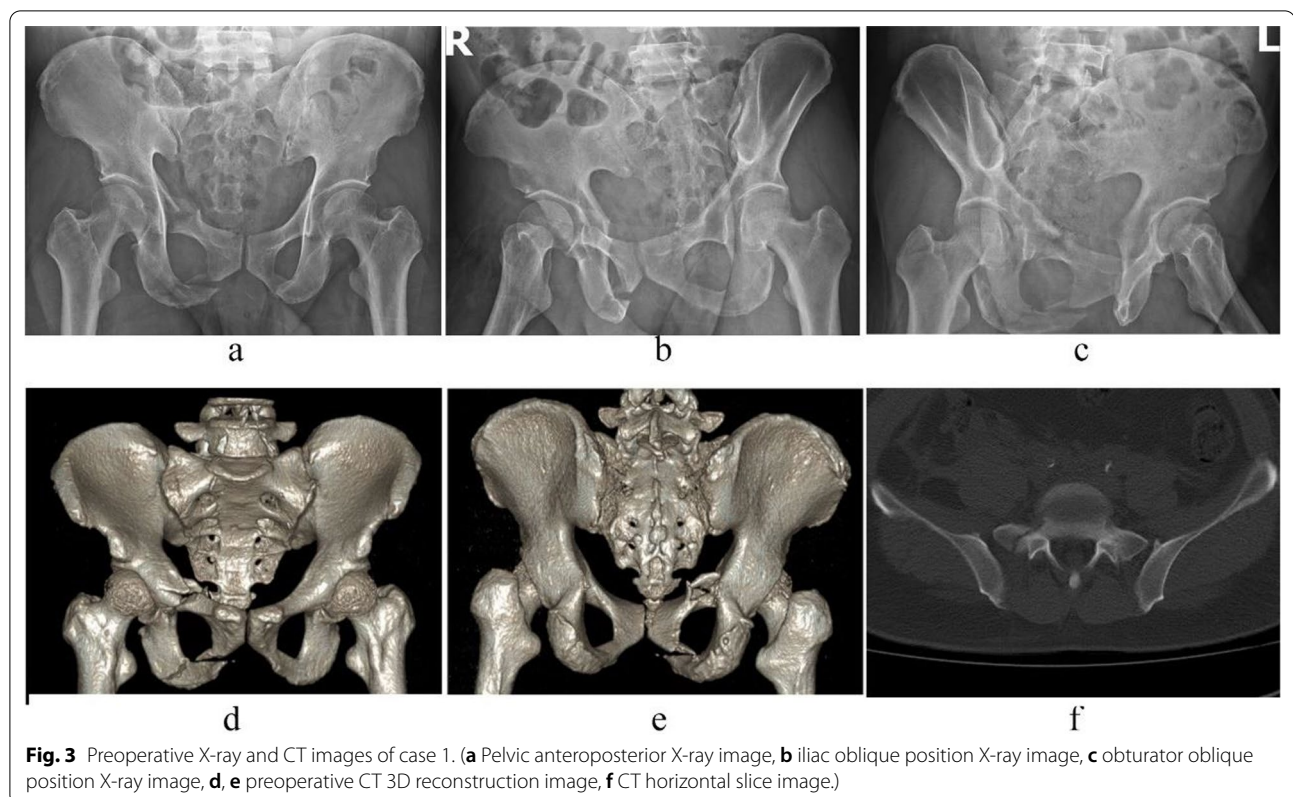 R
L
a
b
c
d
e
f
Fig. 3 Preoperative X-ray and CT images of case 1. (a Pelvic anteroposterior X-ray image, b iliac oblique position X-ray image, c obturator oblique
position X-ray image, d, e preoperative CT 3D reconstruction image, f CT horizontal slice image.)